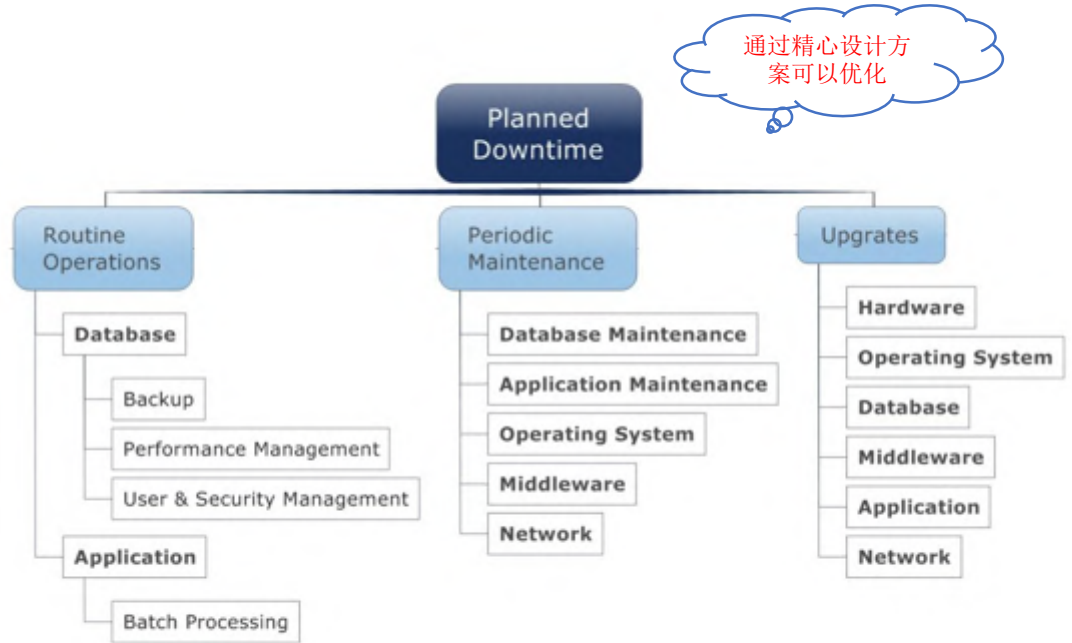 通过精心设计方
案可以优化
Planned
Downtime
Routine
Operations
Database
Backup
Performance Management
User & Security Management
Application
Batch Processing
Periodic
Maintenance
Database Maintenance
Application Maintenance
Operating System
Middleware
Network
Upgrates
Hardware
Operating System
Database
Middleware
Application
Network